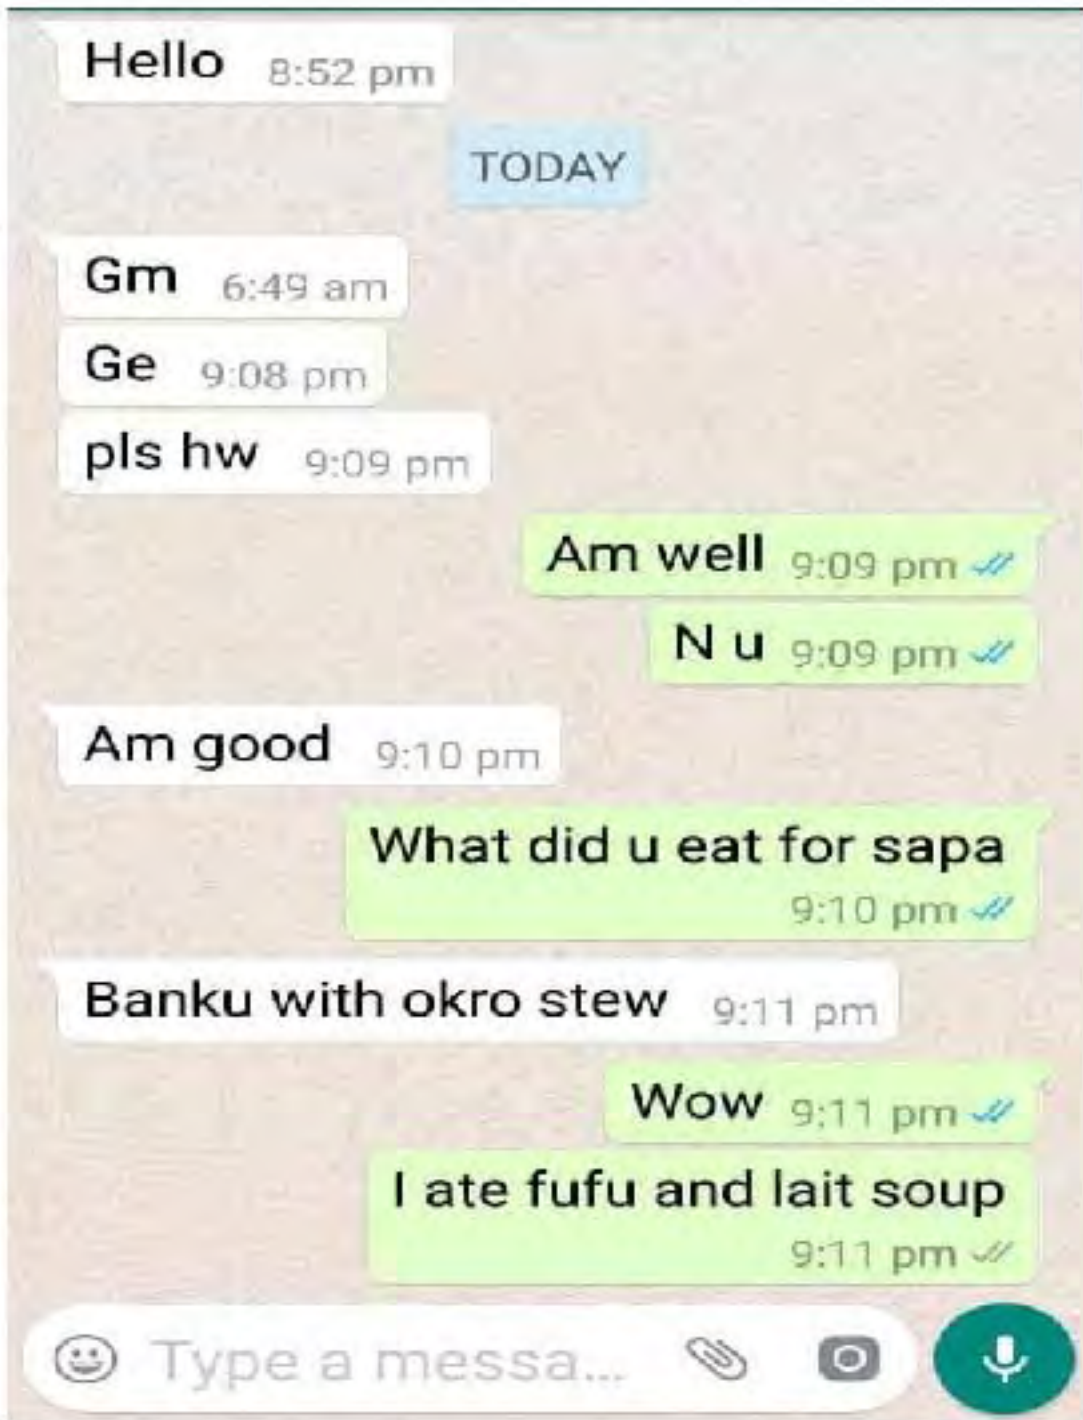 Hello 8:52 pm
TODAY
Gm 6:49 am
Ge 9:08 pm
pls hw 9:09 pm
Am well 9:09 pm
N u 9:09 pm
Am good 9:10 pm
What did u eat for sapa
9:10 pm
Banku with okro stew 9:11 pm
Wow 9:11 pm
I ate fufu and lait soup
9:11 pm
Type a messa...